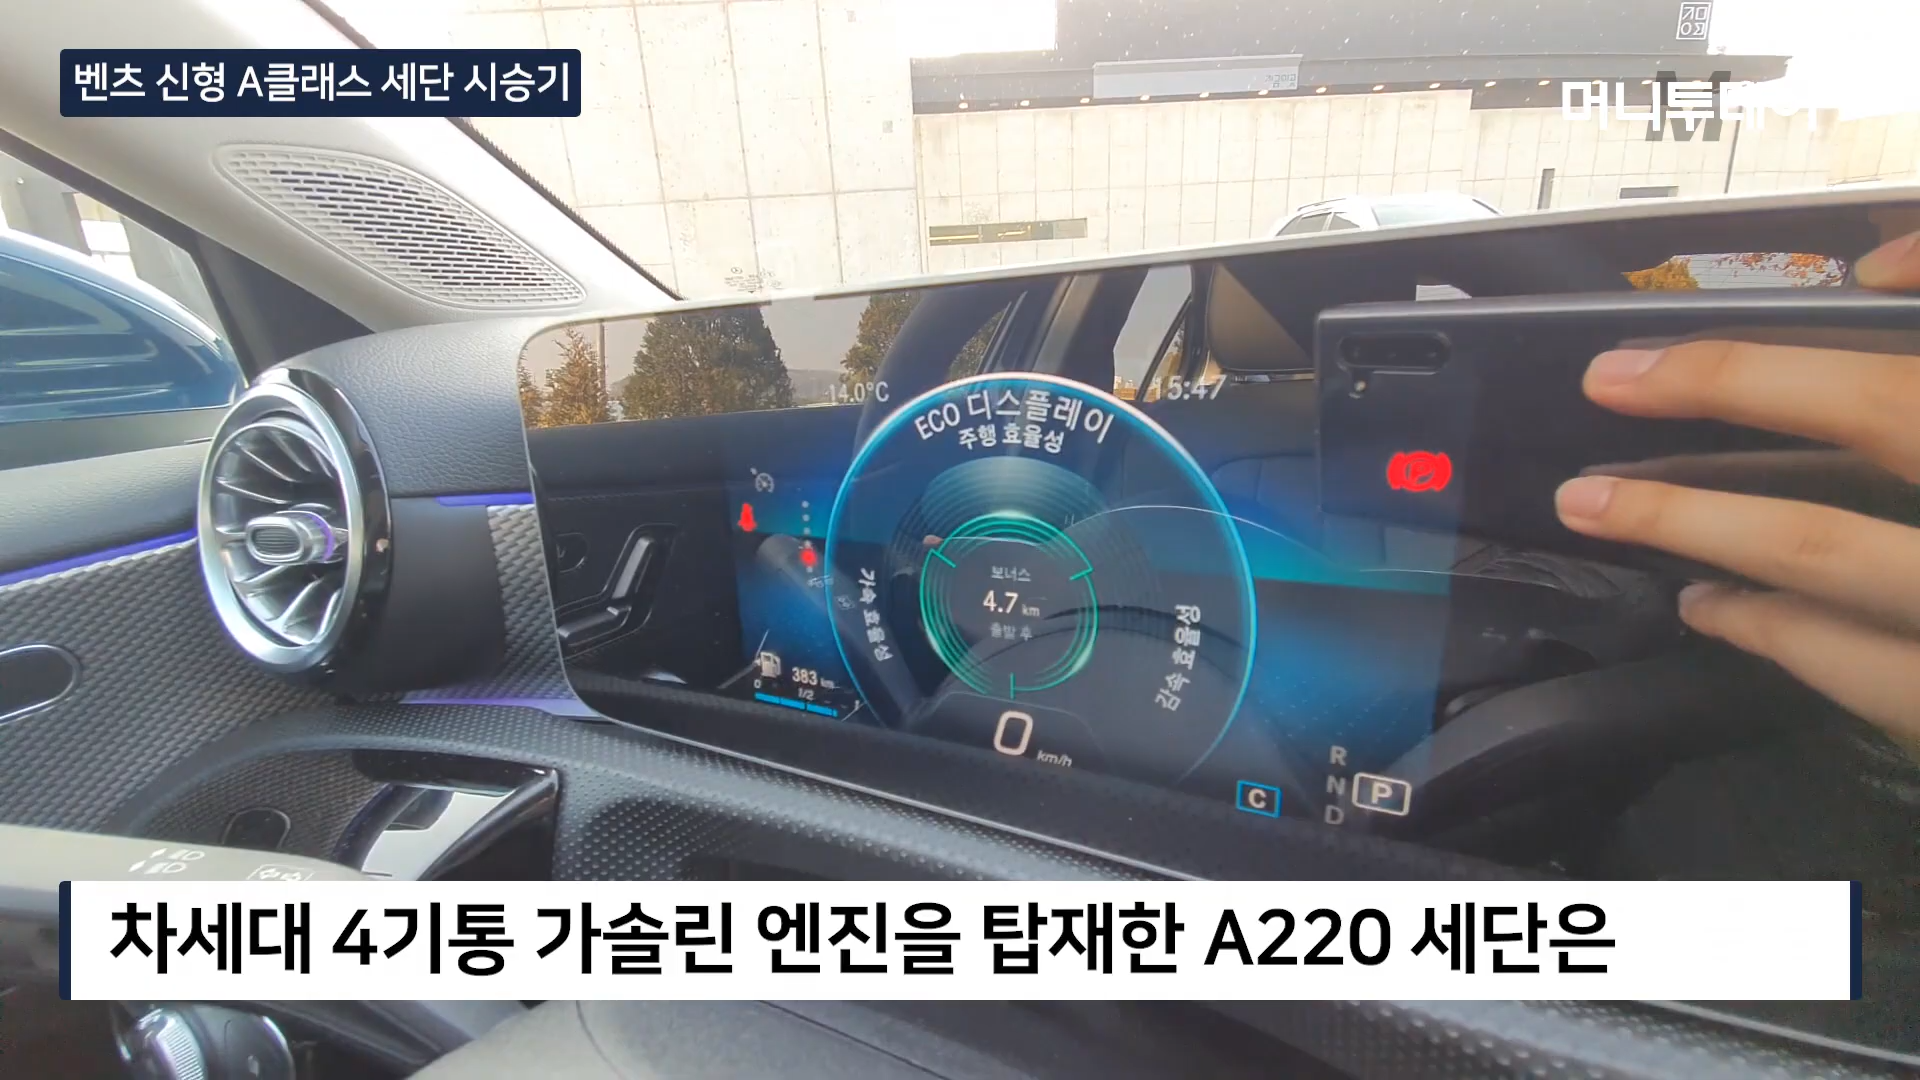 벤츠 신형 A클래스 세단 시승기
머니투데이
M
14.0°C
15:47
ECO 디스플레이
주행 효율성
가속 효율성
감속 효율성
보너스
4.7 km
출발 후
383 km
0 1/2 1
0 km/h
R
N
D
P
C
차세대 4기통 가솔린 엔진을 탑재한 A220 세단은